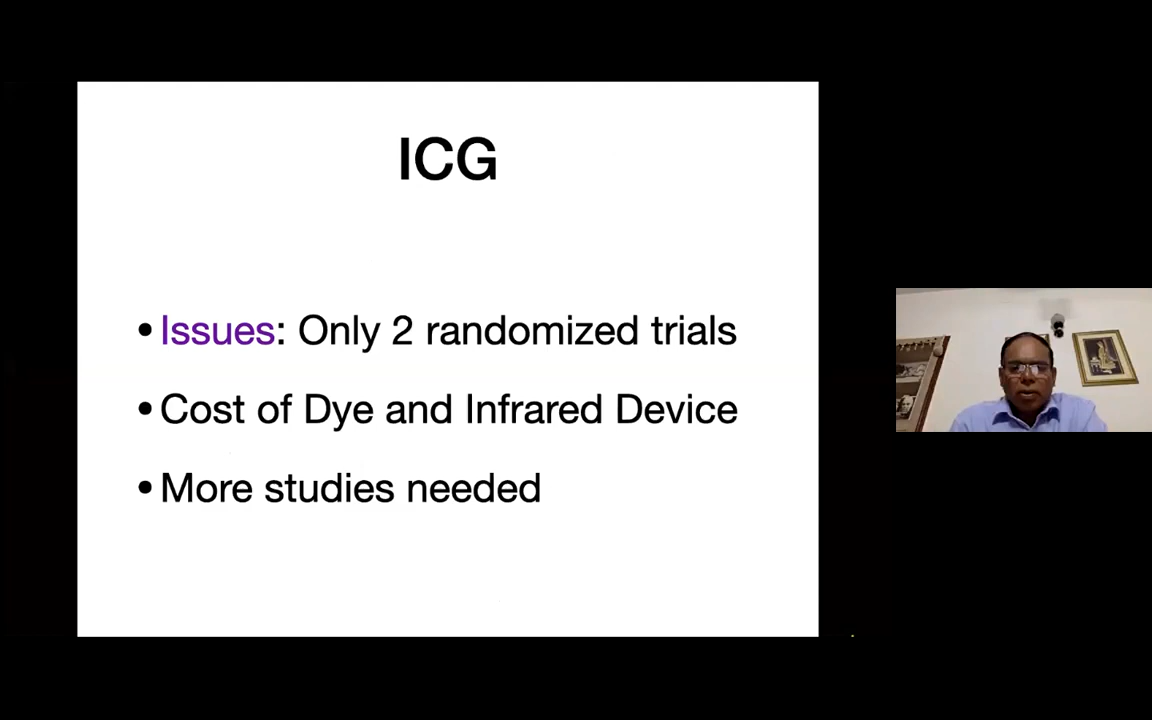 ICG
•Issues: Only 2 randomized trials
•Cost of Dye and Infrared Device
•More studies needed